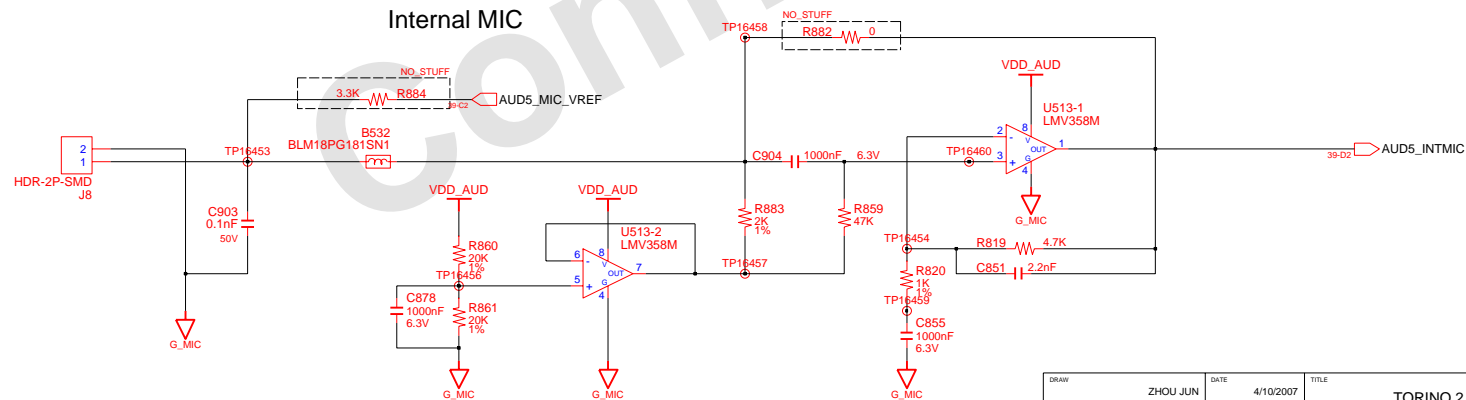 Internal MIC
NO_STUFF
TP16458
R882 0
NO_STUFF
3.3K R884
39-C2
AUD5_MIC_VREF
VDD_AUD
U513-1
LMV358M
B532
BLM18PG181SN1
TP16453
2
1
HDR-2P-SMD
J8
C904 1000nF 6.3V
TP16460
2
3
8
V
OUT
G
4
1
-
+
39-D2
AUD5_INTMIC
G_MIC
C903
0.1nF
50V
G_MIC
VDD_AUD
R860
20K
1%
TP16456
C878
1000nF
6.3V
R861
20K
1%
G_MIC
VDD_AUD
U513-2
LMV358M
6
5
8
V
OUT
G
4
7
-
+
G_MIC
R883
2K
1%
TP16457
R859
47K
TP16454
R819 4.7K
C851 2.2nF
R820
1K
1%
TP16459
C855
1000nF
6.3V
G_MIC
DRAW
ZHOU JUN
DATE
4/10/2007
TITLE